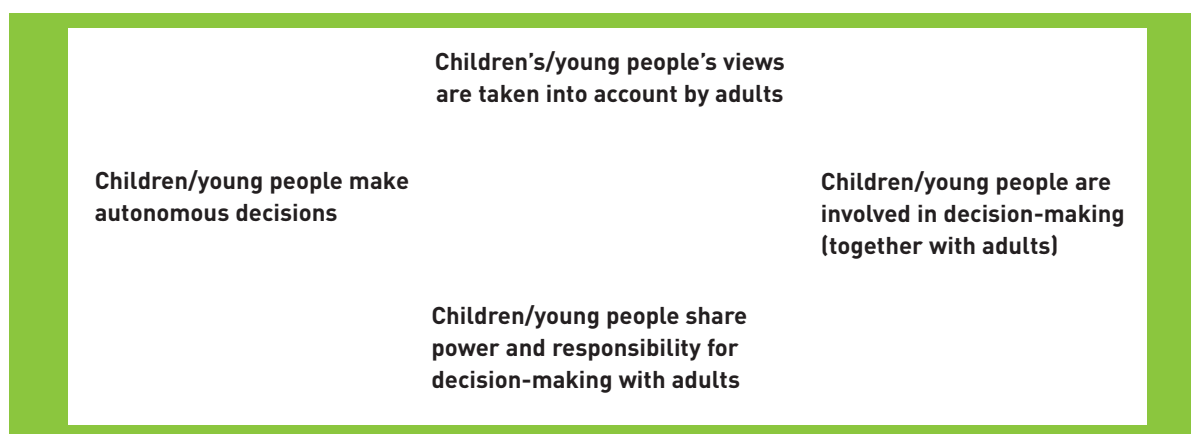 Children’s/young people’s views
are taken into account by adults
Children/young people make
autonomous decisions
Children/young people are
involved in decision-making
(together with adults)
Children/young people share
power and responsibility for
decision-making with adults